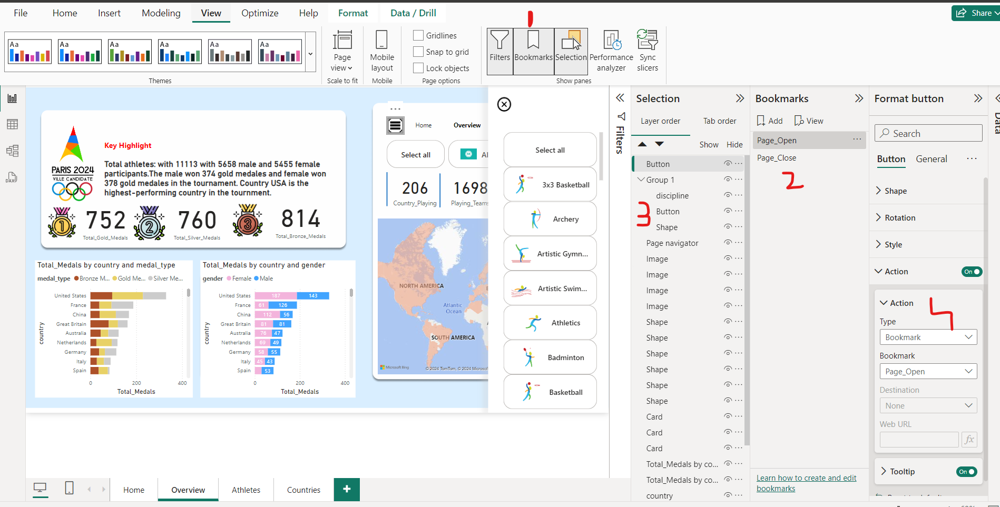 File Home Insert Modeling View Optimize Help Format Data / Drill Share
1
Aa Aa Aa Aa Aa Aa
Page view
Mobile layout
Gridlines
Snap to grid
Lock objects
Filters Bookmarks Selection Performance analyzer Sync slicers
Themes Scale to fit Mobile Page options Show panes
PARIS 2024
VILLE CANDIDATE
Key Highlight
Total athletes: with 11113 with 5658 male and 5455 female
participants.The male won 374 gold medales and female won
378 gold medales in the tournament. Country USA is the
highest-performing country in the tournment.
1 752
Total_Gold_Medals
2 760
Total_Silver_Medals
3 814
Total_Bronze_Medals
Total_Medals by country and medal_type
medal_type Bronze M... Gold Me... Silver Me...
country
United States
France
China
Great Britain
Australia
Netherlands
Germany
Italy
Spain
0 200 400
Total_Medals
Total_Medals by country and gender
gender Female Male
country
United States 187 143
France 61 126
China 112 56
Great Britain 81 81
Australia 76 47
Netherlands 69 49
Germany 58 55
Italy 45 43
Spain 53
0 200 400
Total_Medals
Home Overview
Select all
206
Country_Playing
1698
Playing_Teams
NORTH AMERICA
Atlantic
Ocean
SOUTH AMERICA
Microsoft Bing
© 2024 TomTom, © 2024 Microsof
Select all
3x3 Basketball
Archery
Artistic Gymn...
Artistic Swim...
Athletics
Badminton
Basketball
Filters
Selection
Layer order Tab order
Show Hide
Button
Group 1
discipline
3
Button
Shape
Page navigator
Image
Image
Image
Image
Shape
Shape
Shape
Shape
Shape
Shape
Card
Card
Card
Total_Medals by co...
Total_Medals by co...
country
Bookmarks
Add View
Page_Open
Page_Close
2
Learn how to create and edit
bookmarks
Format button
Search
Button General
Shape
Rotation
Style
Action On
Action
4
Type
Bookmark
Bookmark
Page_Open
Destination
None
Web URL
fx
Tooltip On
Data
DAX
Home Overview Athletes Countries +